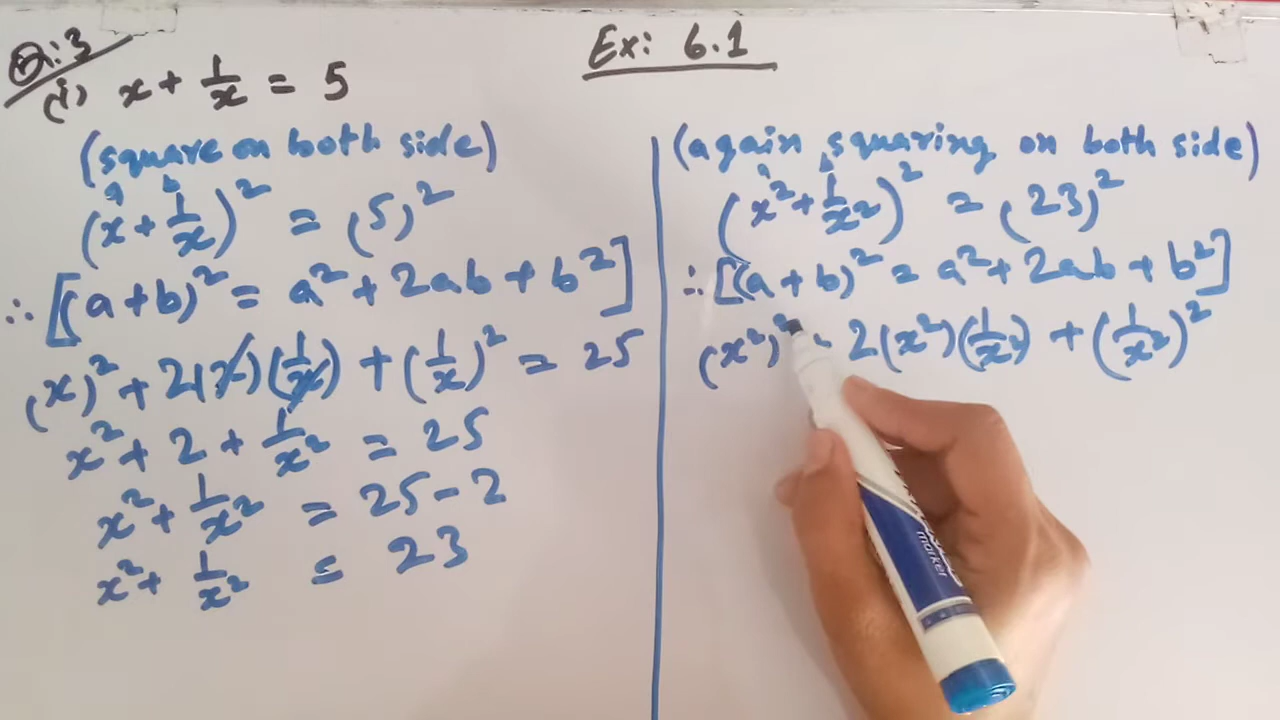 Q:3
Ex: 6.1
(i) x + 1/x = 5
(square on both side)
(x + 1/x)² = (5)²
a b
∴ [(a+b)² = a² + 2ab + b²]
(x)² + 2(x)(1/x) + (1/x)² = 25
x² + 2 + 1/x² = 25
x² + 1/x² = 25 - 2
x² + 1/x² = 23
(again squaring on both side)
a b
(x² + 1/x²)² = (23)²
∴ [(a+b)² = a² + 2ab + b²]
(x²)² 2(x²)(1/x²) + (1/x²)²
marker